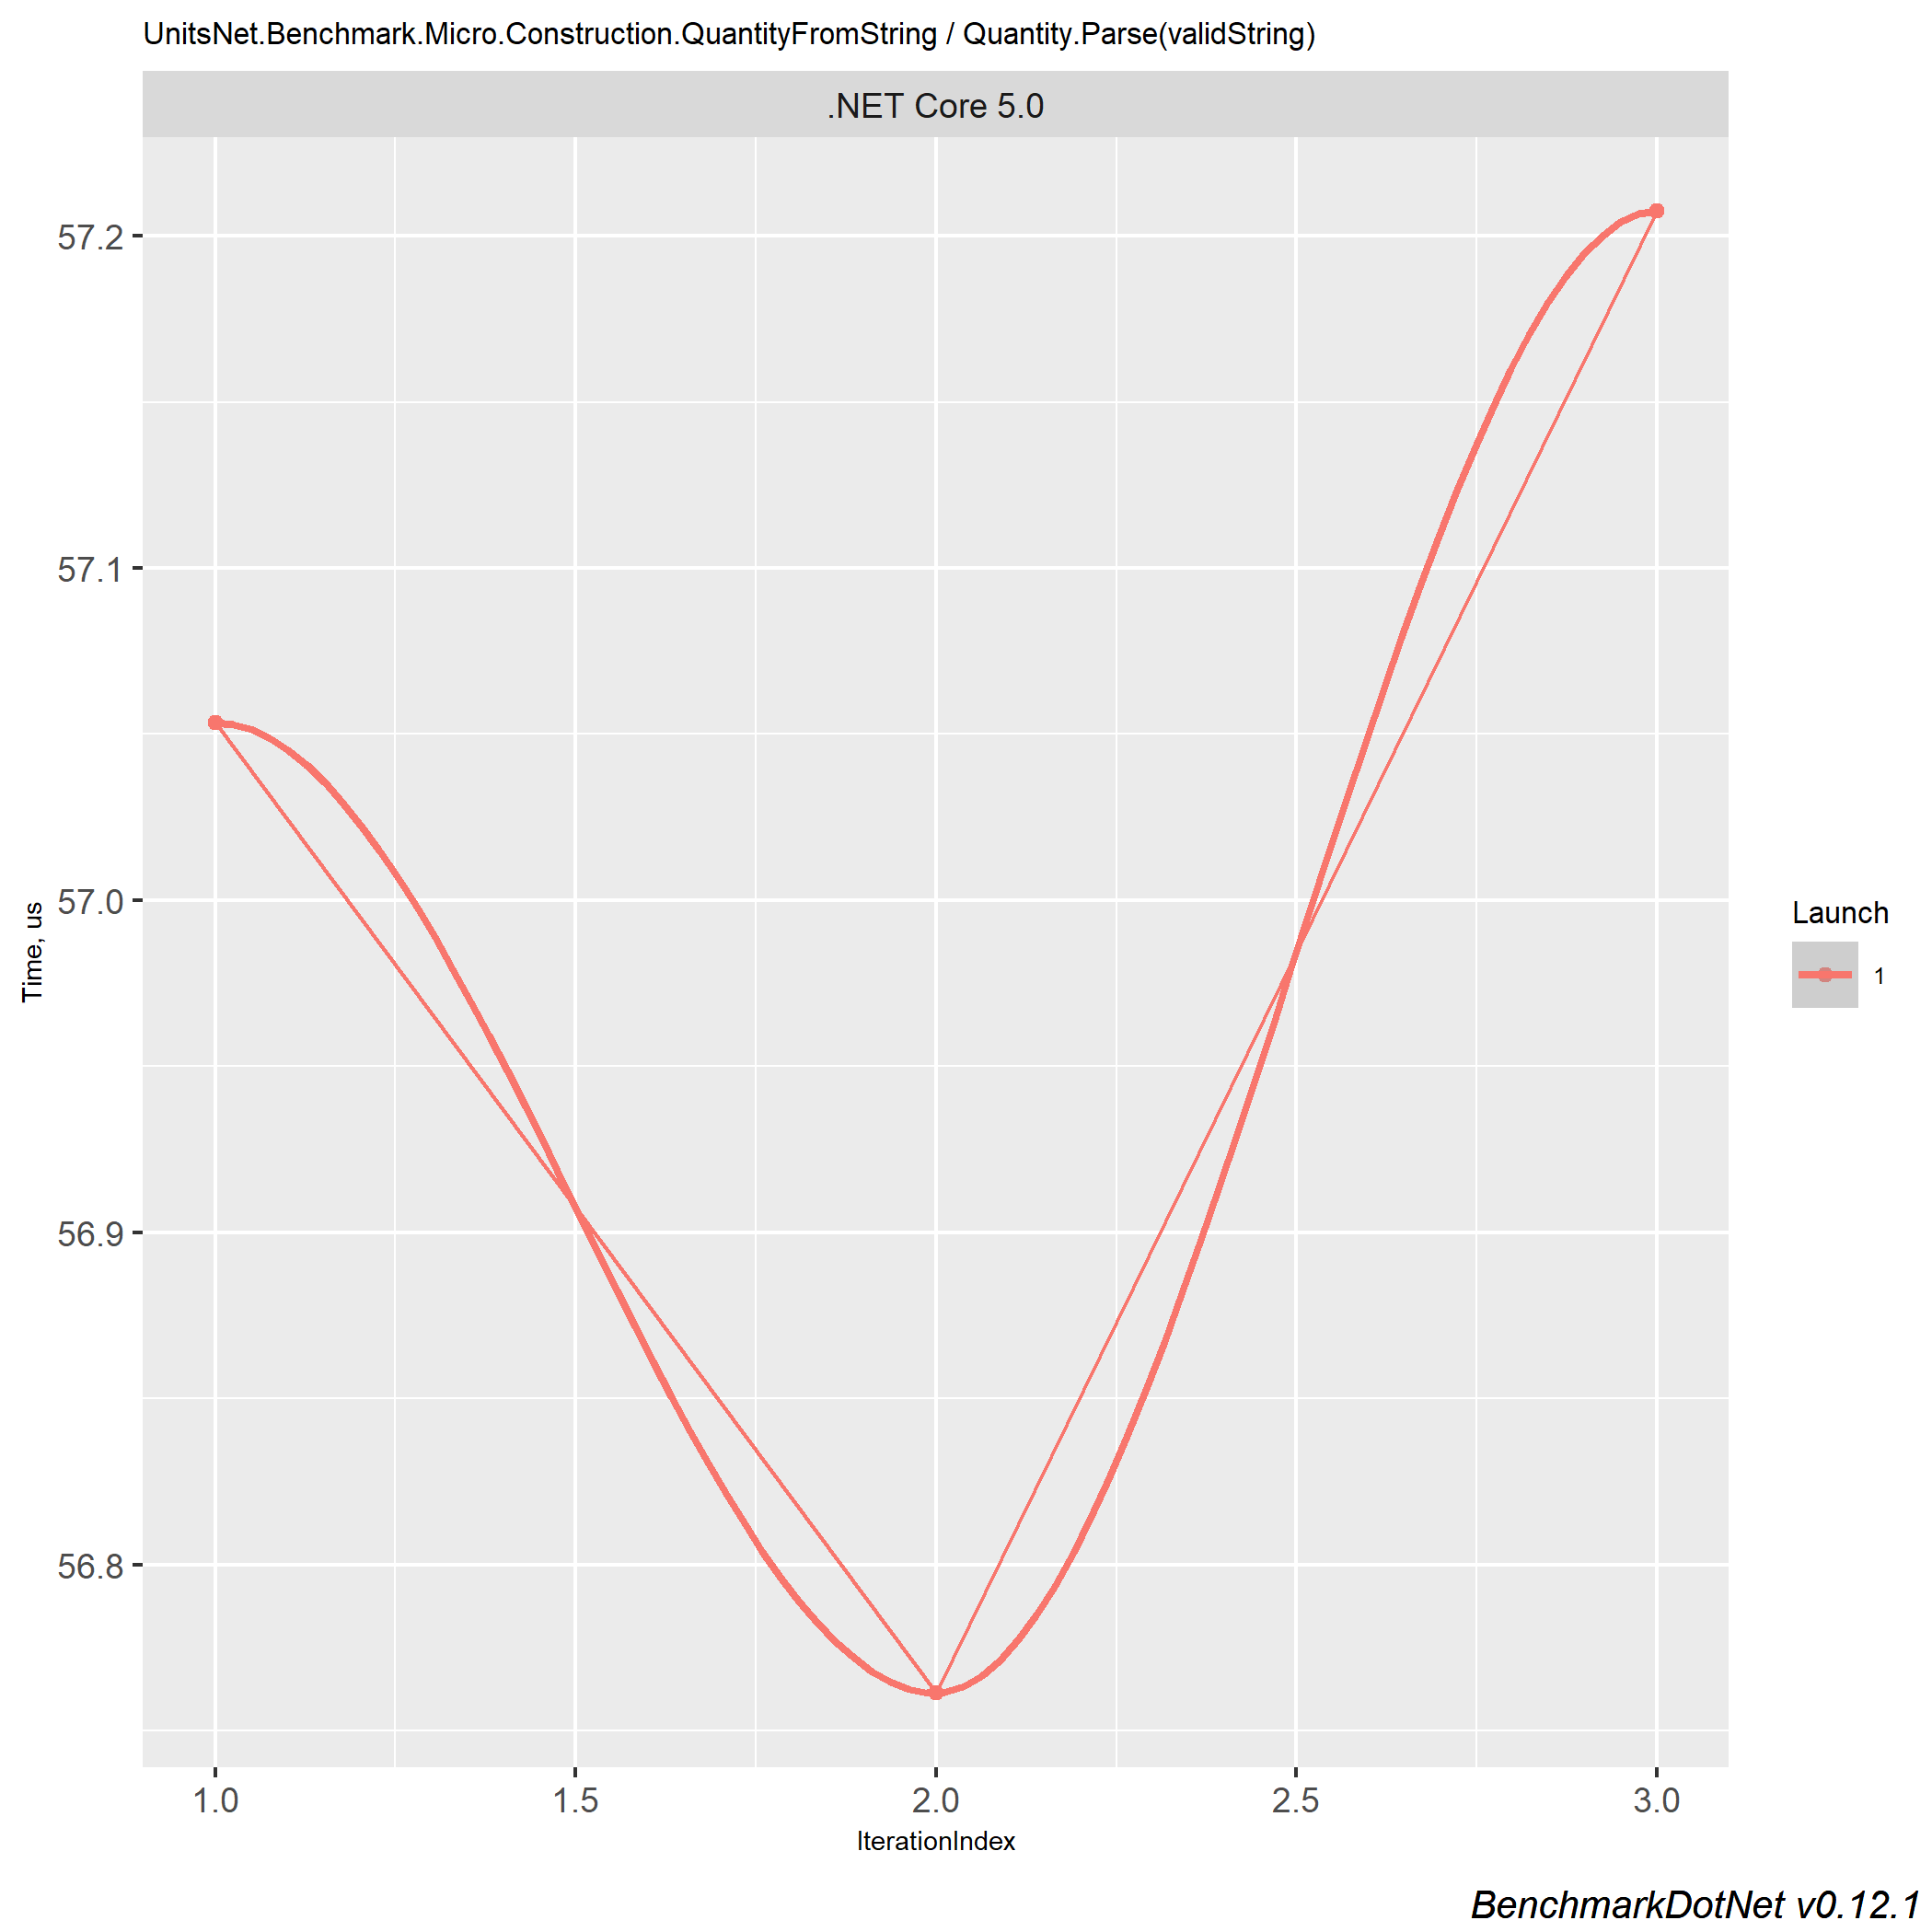 UnitsNet.Benchmark.Micro.Construction.QuantityFromString / Quantity.Parse(validString)
.NET Core 5.0
57.2
57.1
57.0
56.9
56.8
Time, us
1.0
1.5
2.0
2.5
3.0
IterationIndex
Launch
1
BenchmarkDotNet v0.12.1